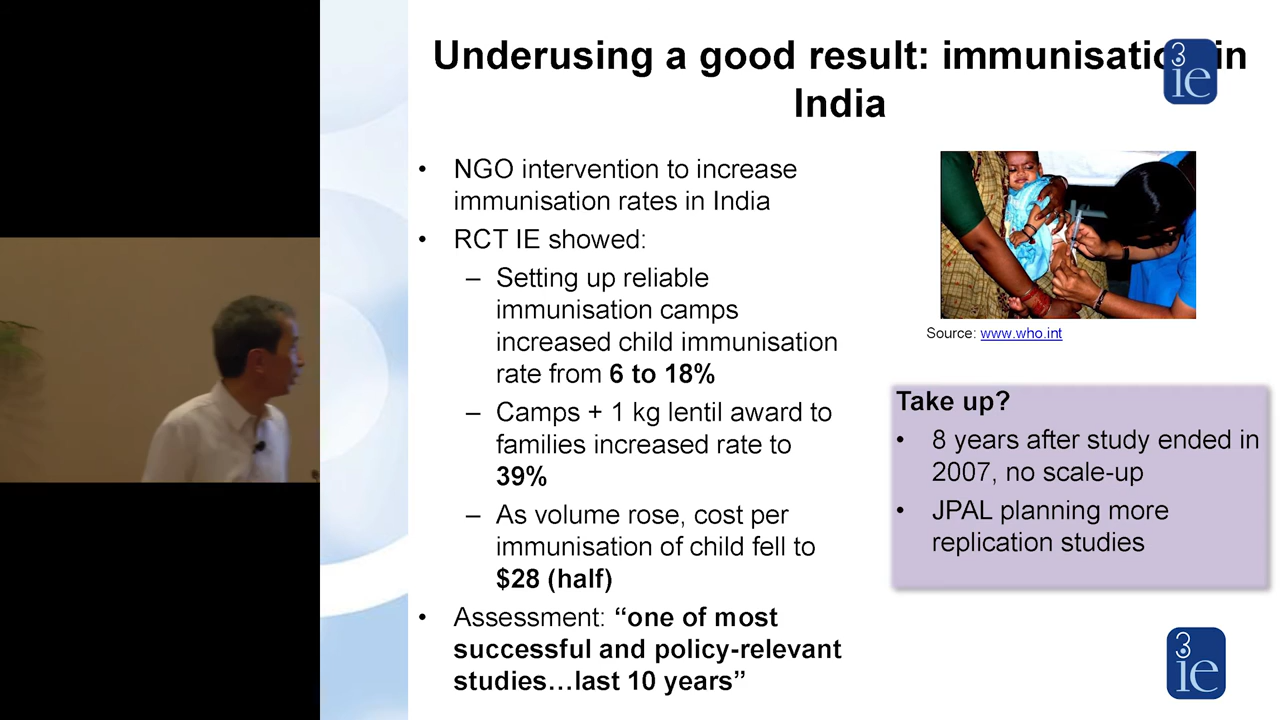 Underusing a good result: immunisation in
India
3ie
• NGO intervention to increase
immunisation rates in India
• RCT IE showed:
– Setting up reliable
immunisation camps
increased child immunisation
rate from 6 to 18%
– Camps + 1 kg lentil award to
families increased rate to
39%
– As volume rose, cost per
immunisation of child fell to
$28 (half)
• Assessment: “one of most
successful and policy-relevant
studies…last 10 years”
Source: www.who.int
Take up?
• 8 years after study ended in
2007, no scale-up
• JPAL planning more
replication studies
3ie